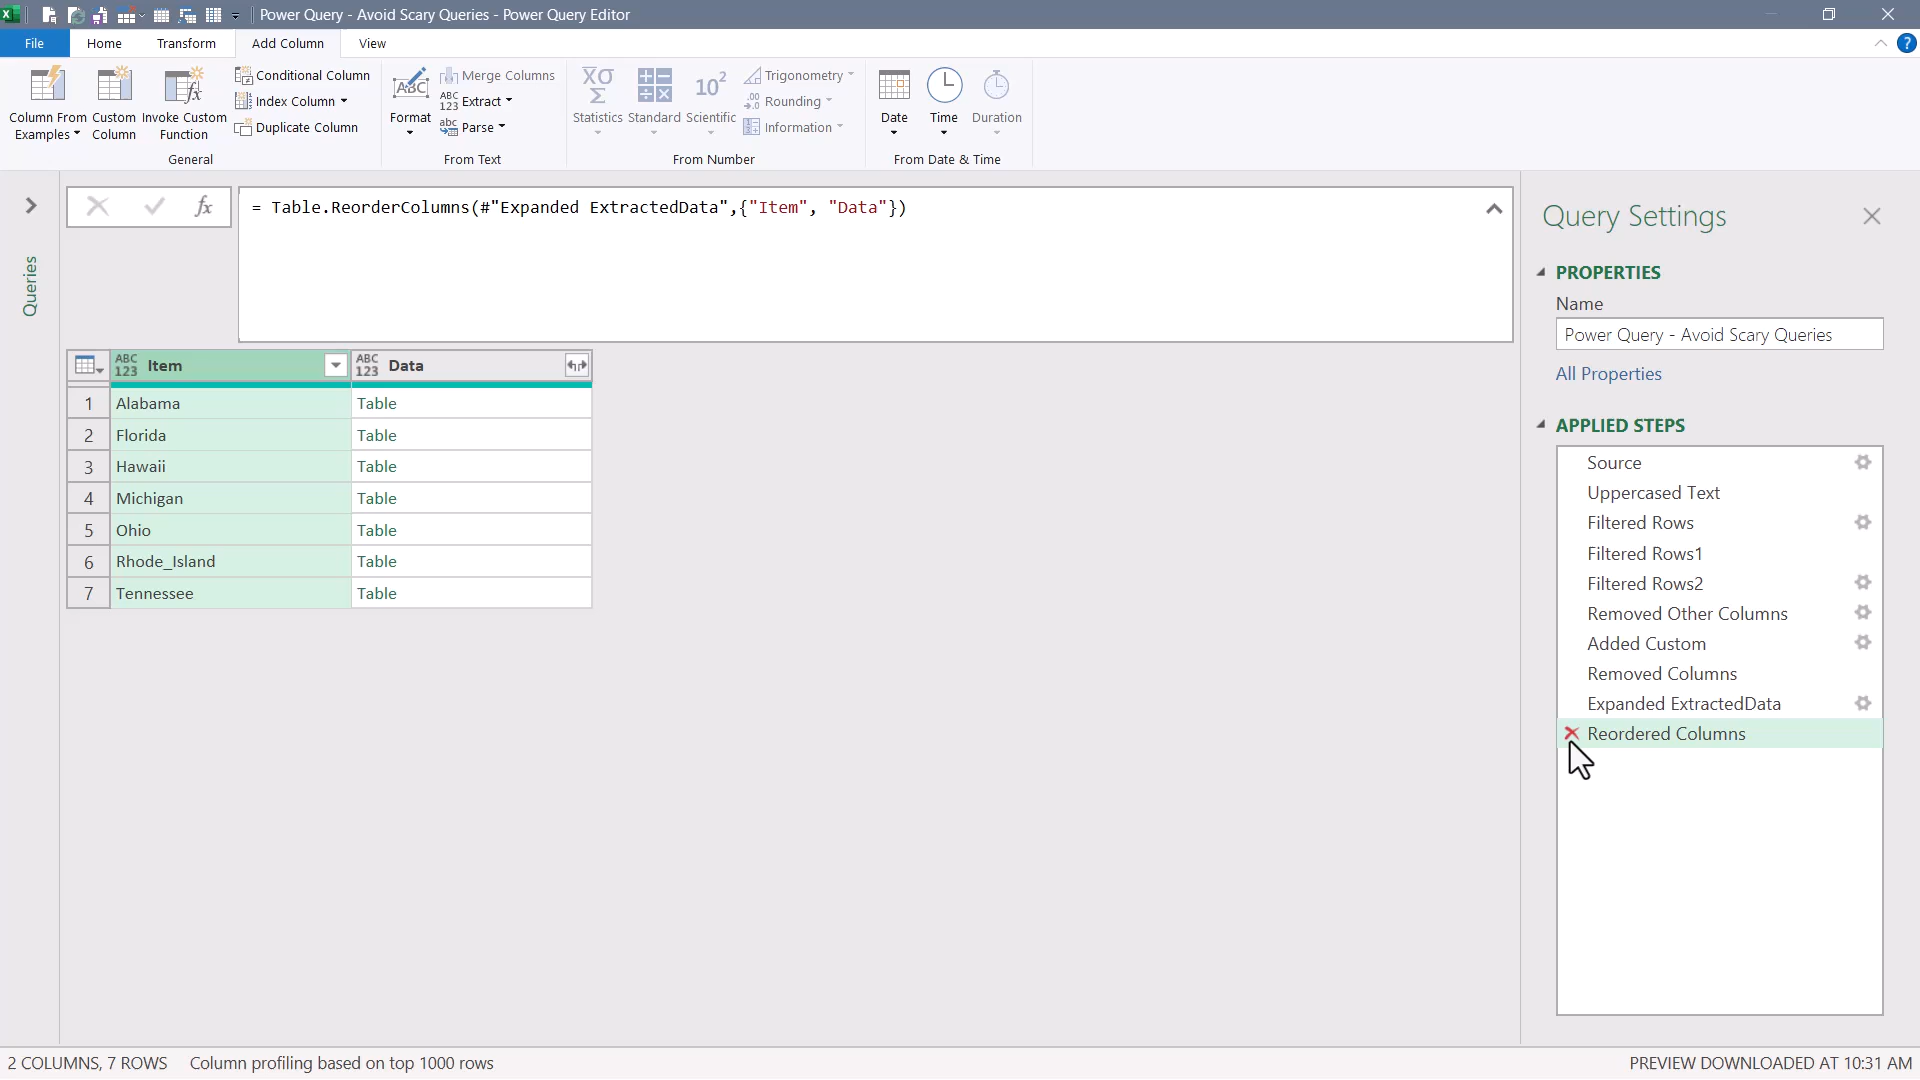 Power Query - Avoid Scary Queries - Power Query Editor
File Home Transform Add Column View
Column From Examples
Custom Column
Invoke Custom Function
Conditional Column
Index Column
Duplicate Column
General
Format
Merge Columns
Extract
Parse
From Text
Statistics
Standard
Scientific
Trigonometry
Rounding
Information
From Number
Date
Time
Duration
From Date & Time
Queries
fx
= Table.ReorderColumns(#"Expanded ExtractedData",{"Item", "Data"})
ABC 123 Item ABC 123 Data
1 Alabama Table
2 Florida Table
3 Hawaii Table
4 Michigan Table
5 Ohio Table
6 Rhode_Island Table
7 Tennessee Table
Query Settings
PROPERTIES
Name
Power Query - Avoid Scary Queries
All Properties
APPLIED STEPS
Source
Uppercased Text
Filtered Rows
Filtered Rows1
Filtered Rows2
Removed Other Columns
Added Custom
Removed Columns
Expanded ExtractedData
Reordered Columns
2 COLUMNS, 7 ROWS Column profiling based on top 1000 rows PREVIEW DOWNLOADED AT 10:31 AM